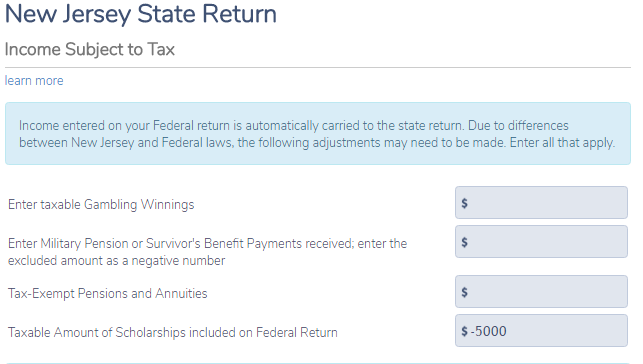 New Jersey State Return
Income Subject to Tax
learn more
Income entered on your Federal return is automatically carried to the state return. Due to differences
between New Jersey and Federal laws, the following adjustments may need to be made. Enter all that apply.
Enter taxable Gambling Winnings $
Enter Military Pension or Survivor's Benefit Payments received; enter the $
excluded amount as a negative number
Tax-Exempt Pensions and Annuities $
Taxable Amount of Scholarships included on Federal Return $ -5000